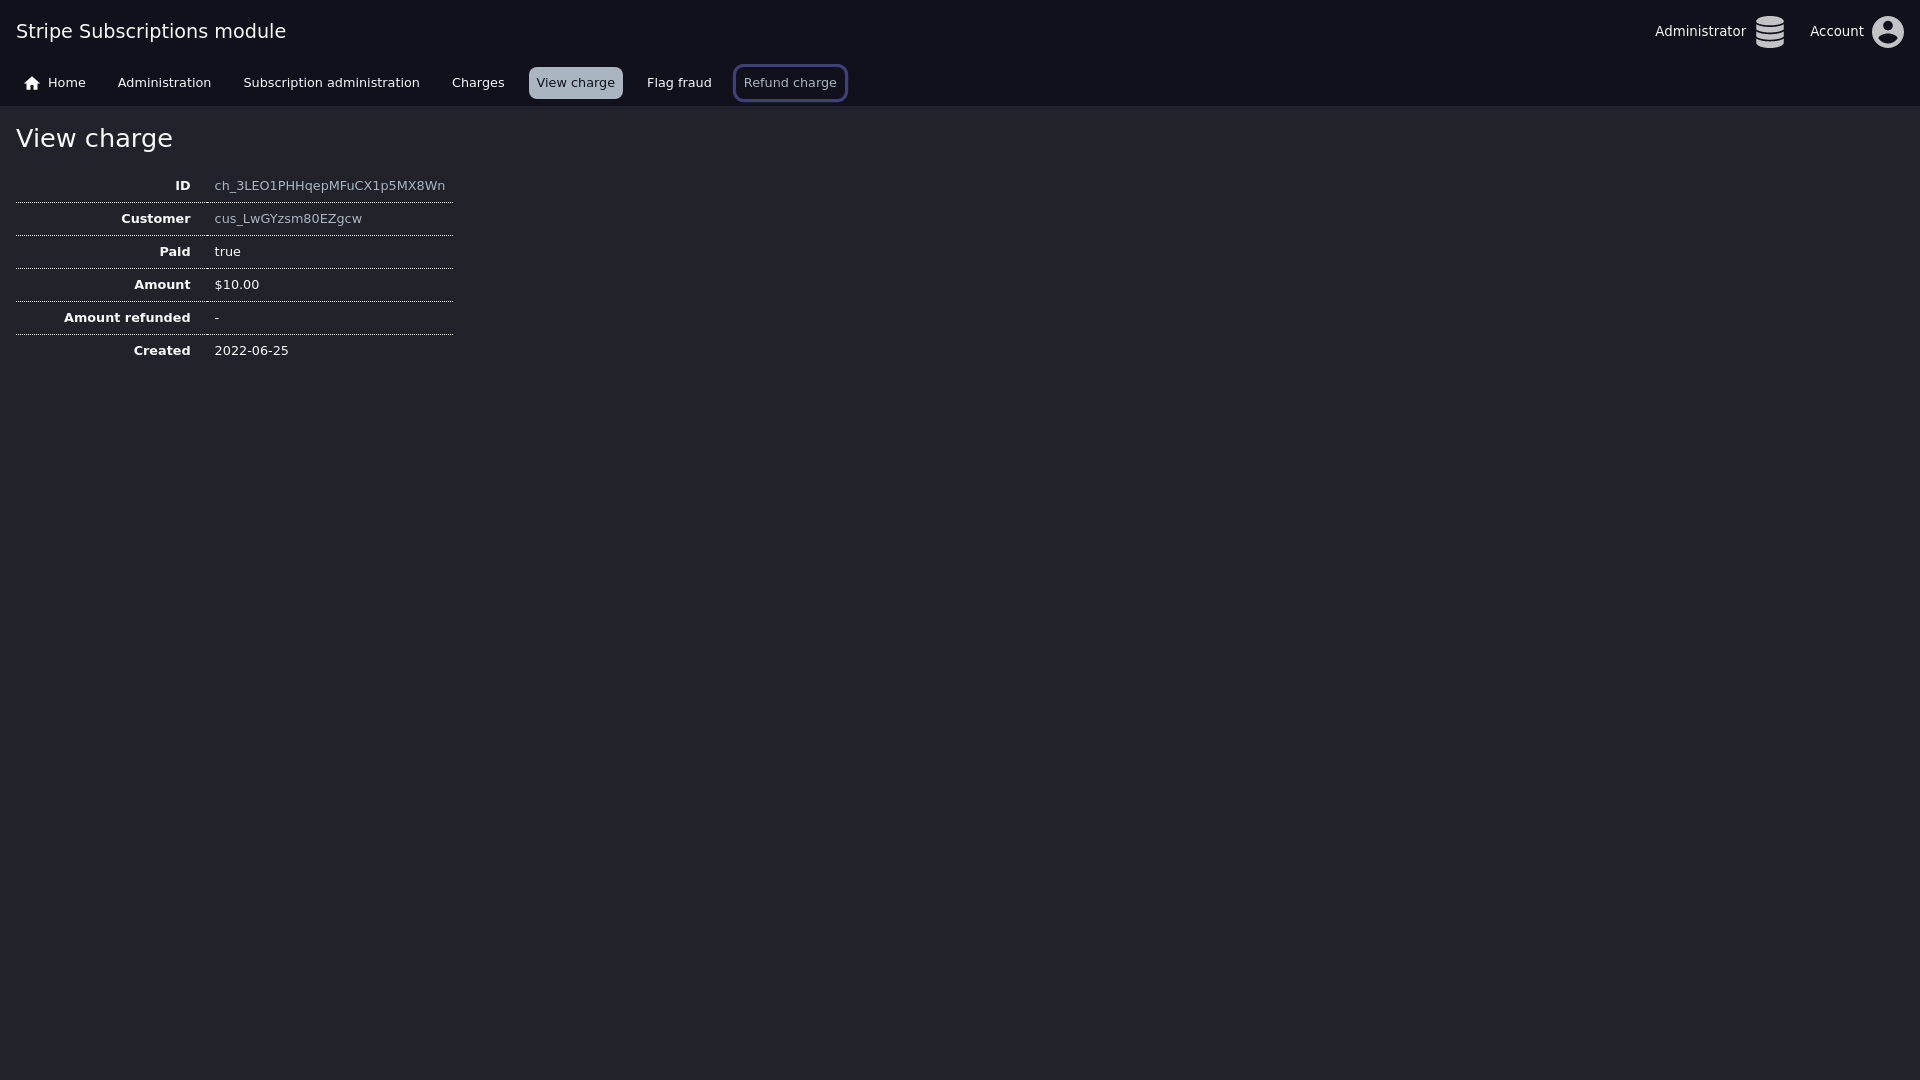 Stripe Subscriptions module
Administrator
Account
Home
Administration
Subscription administration
Charges
View charge
Flag fraud
Refund charge
View charge
ID ch_3LEO1PHHqepMFuCX1p5MX8Wn
Customer cus_LwGYzsm80EZgcw
Paid true
Amount $10.00
Amount refunded -
Created 2022-06-25